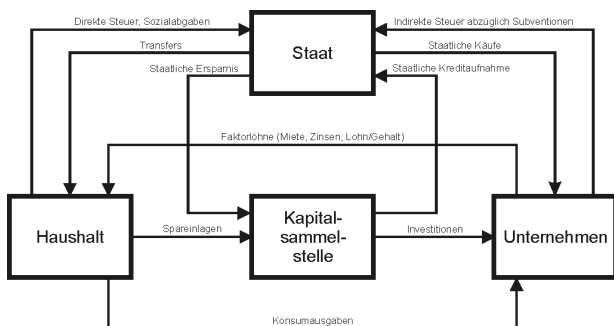 Direkte Steuer, Sozialabgaben
Indirekte Steuer abzüglich Subventionen
Staat
Transfers
Staatliche Käufe
Staatliche Ersparnis
Staatliche Kreditaufnahme
Faktorlöhne (Miete, Zinsen, Lohn/Gehalt)
Haushalt
Spareinlagen
Kapital-
sammel-
stelle
Investitionen
Unternehmen
Konsumausgaben